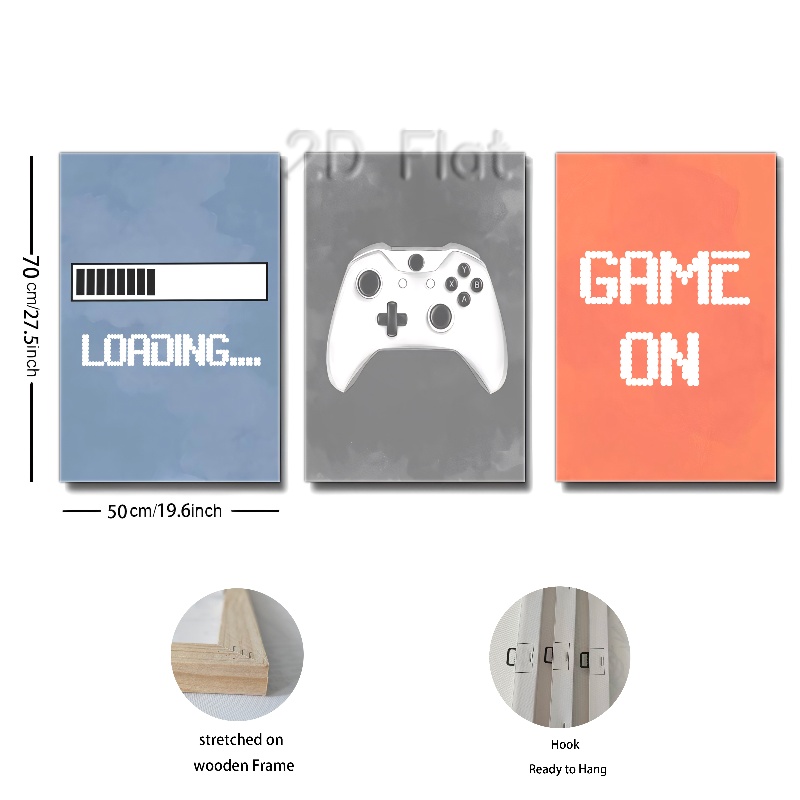 2D Flat
LOADING....
Y
X B
A
GAME
ON
70 cm/27.5inch
50 cm/19.6inch
stretched on
wooden Frame
Hook
Ready to Hang